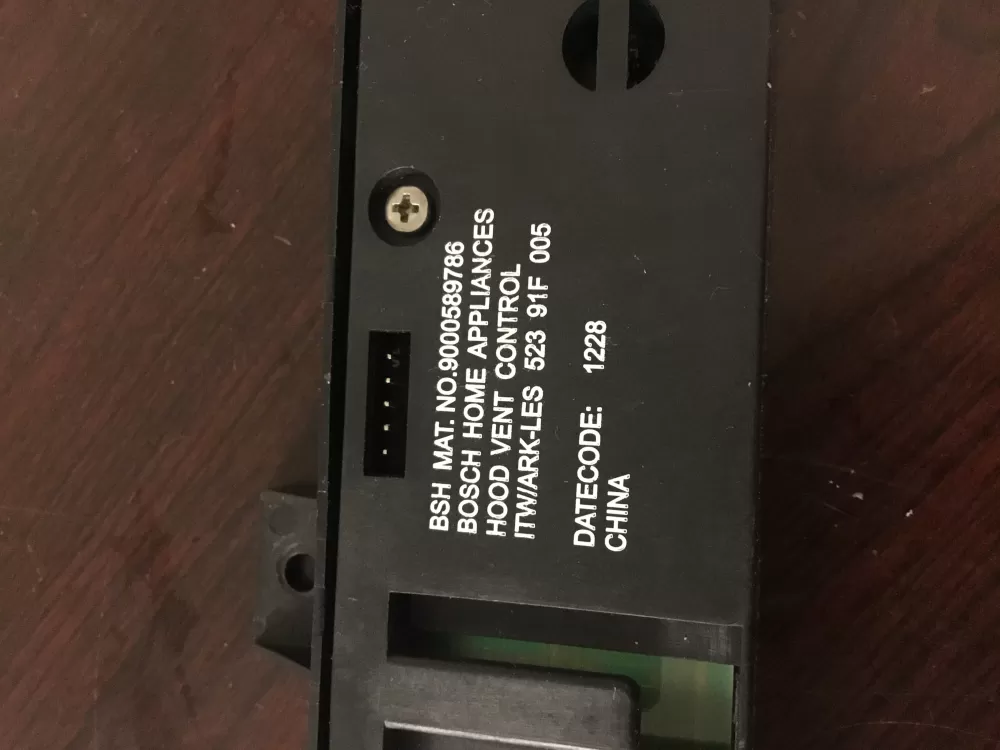 BSH MAT. NO.9000589786
BOSCH HOME APPLIANCES
HOOD VENT CONTROL
ITW/ARK-LES 523 91F 005
DATECODE: 1228
CHINA